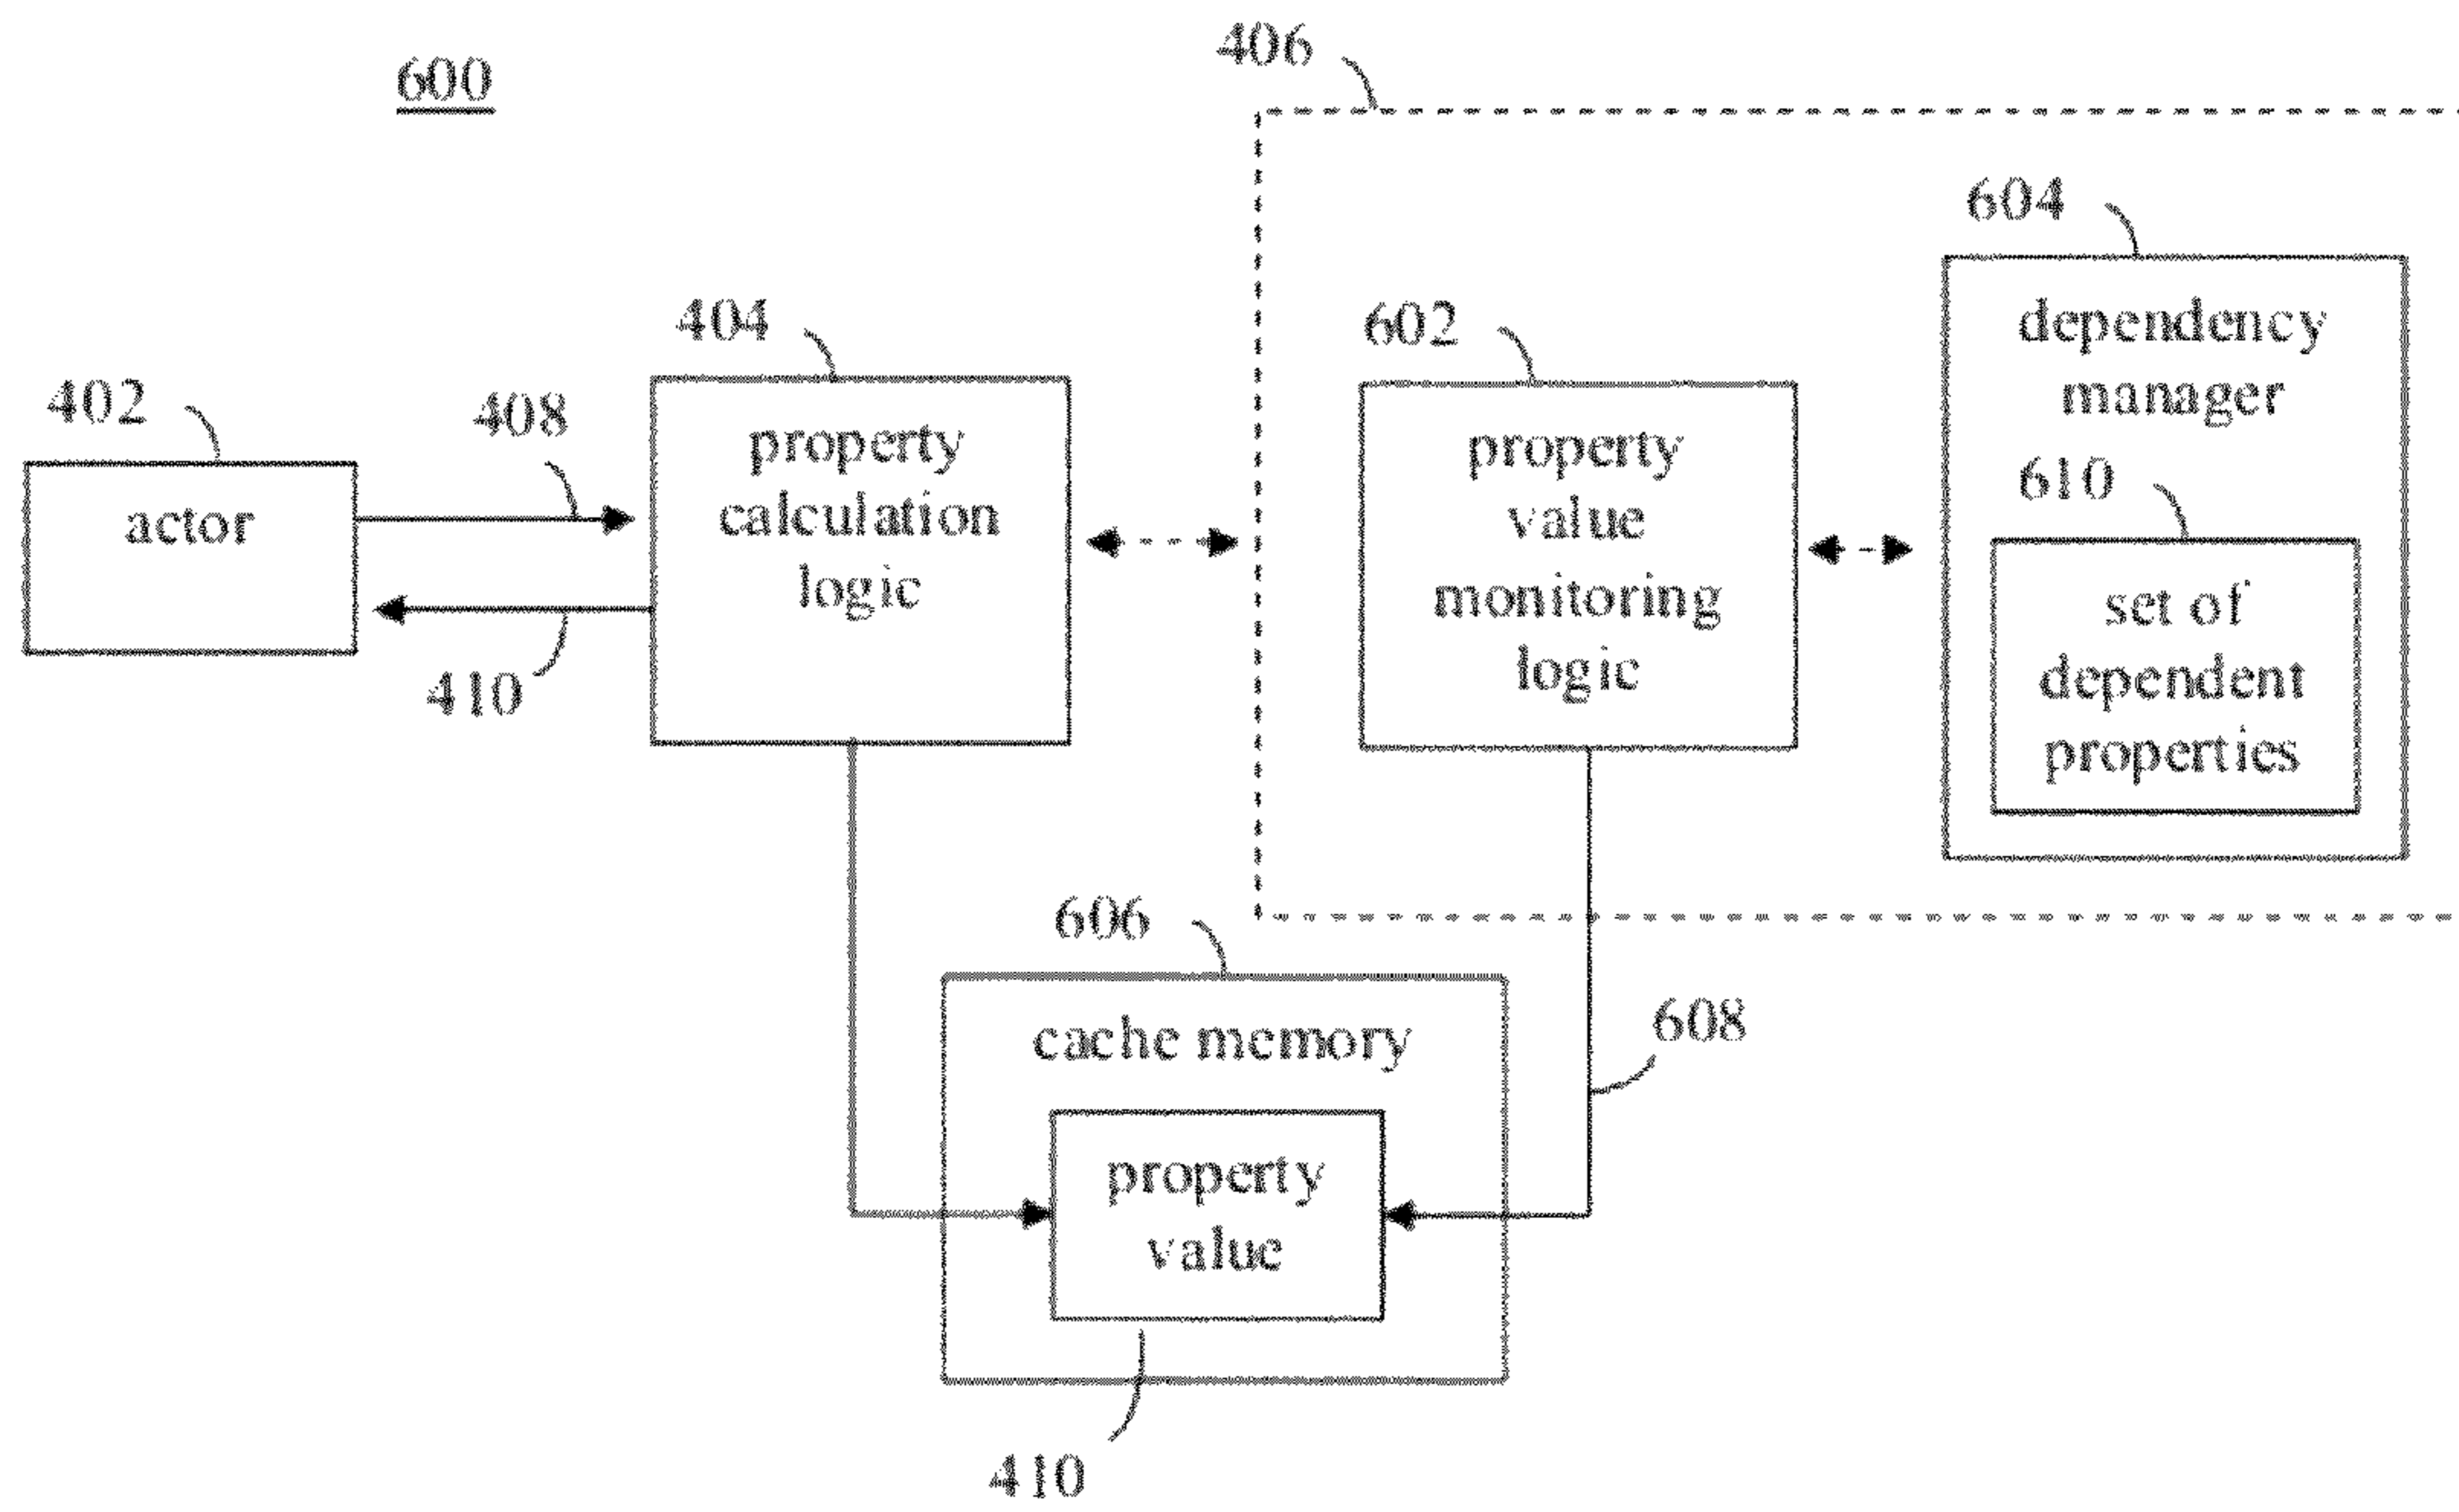 600
406
604
dependency
manager
404
602
402
408
property
calculation
logic
property
value
monitoring
logic
610
actor
set of
dependent
properties
410
606
cache memory
608
property
value
410